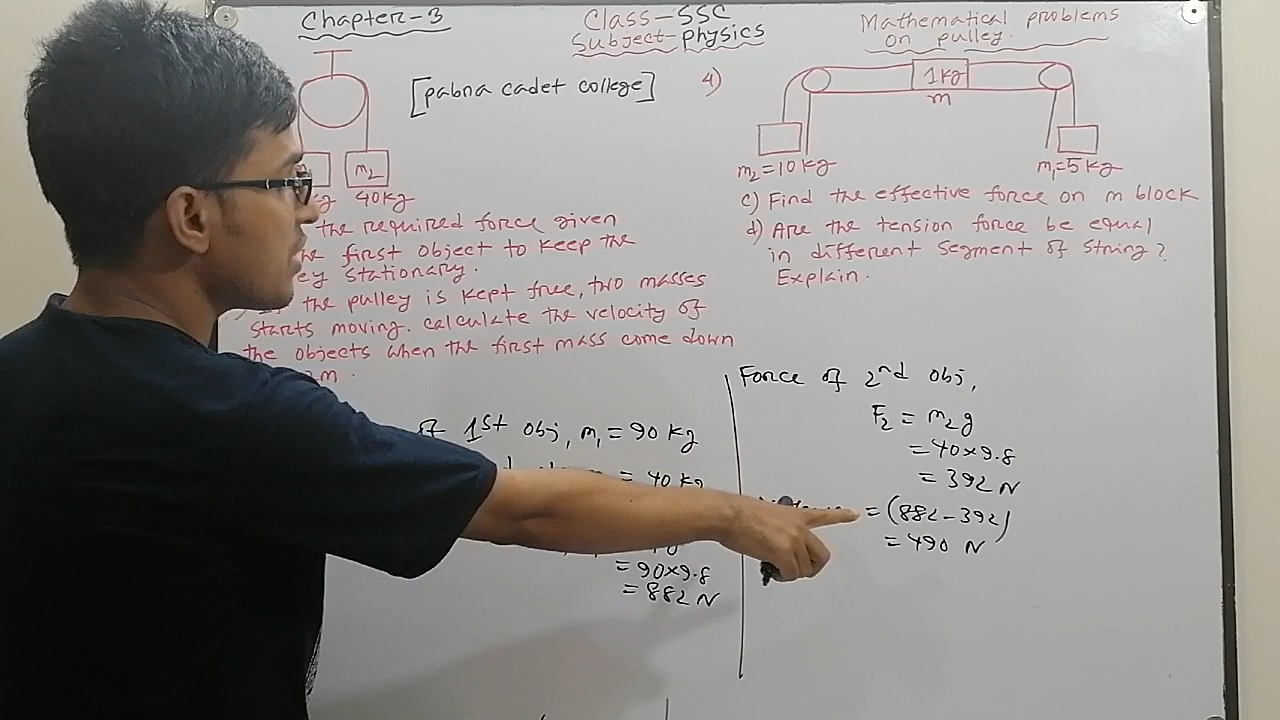 Chapter-3
Class-SSC
Subject-physics
Mathematical problems
on pulley.
[pabna cadet college]
m2
40kg
the required force given
first object to keep the
stationary.
the pulley is kept free, two masses
starts moving. calculate the velocity of
the objects when the first mass come down
m.
4)
1kg
m
m2=10kg
m1=5kg
c) Find the effective force on m block
d) Are the tension force be equal
in different segment of string?
Explain.
of 1st obj, m1 = 90 kg
= 40 kg
= 90×9.8
= 882 N
Force of 2nd obj,
F2 = m2g
= 40×9.8
= 392 N
= (882-392)
= 490 N